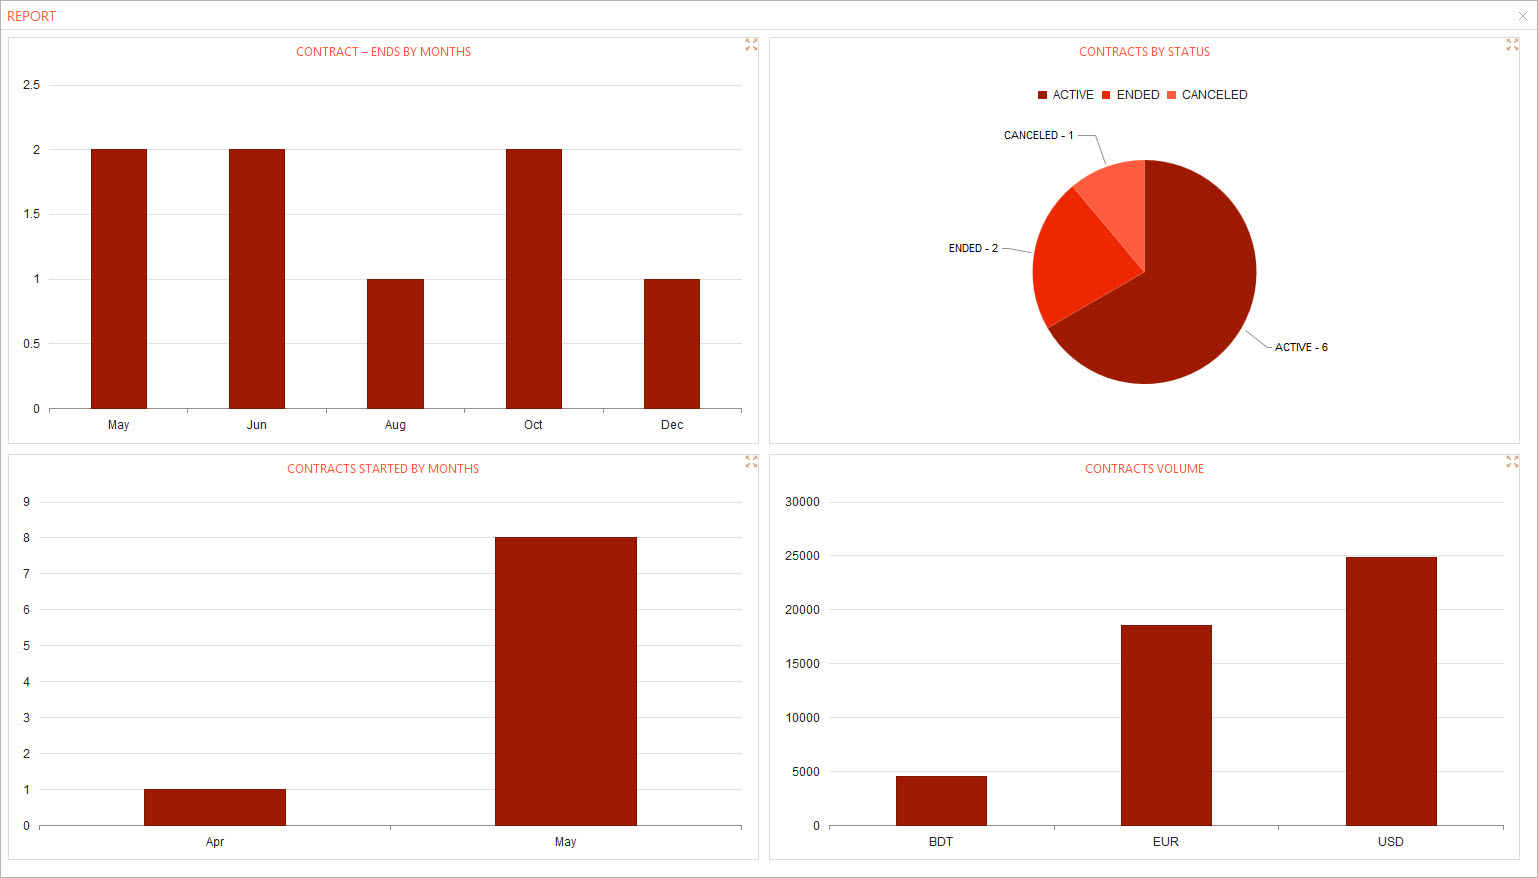 REPORT
CONTRACT – ENDS BY MONTHS
2.5
2
1.5
1
0.5
0
May Jun Aug Oct Dec
CONTRACTS BY STATUS
ACTIVE ENDED CANCELED
CANCELED - 1
ENDED - 2
ACTIVE - 6
CONTRACTS STARTED BY MONTHS
9
8
7
6
5
4
3
2
1
0
Apr May
CONTRACTS VOLUME
30000
25000
20000
15000
10000
5000
0
BDT EUR USD